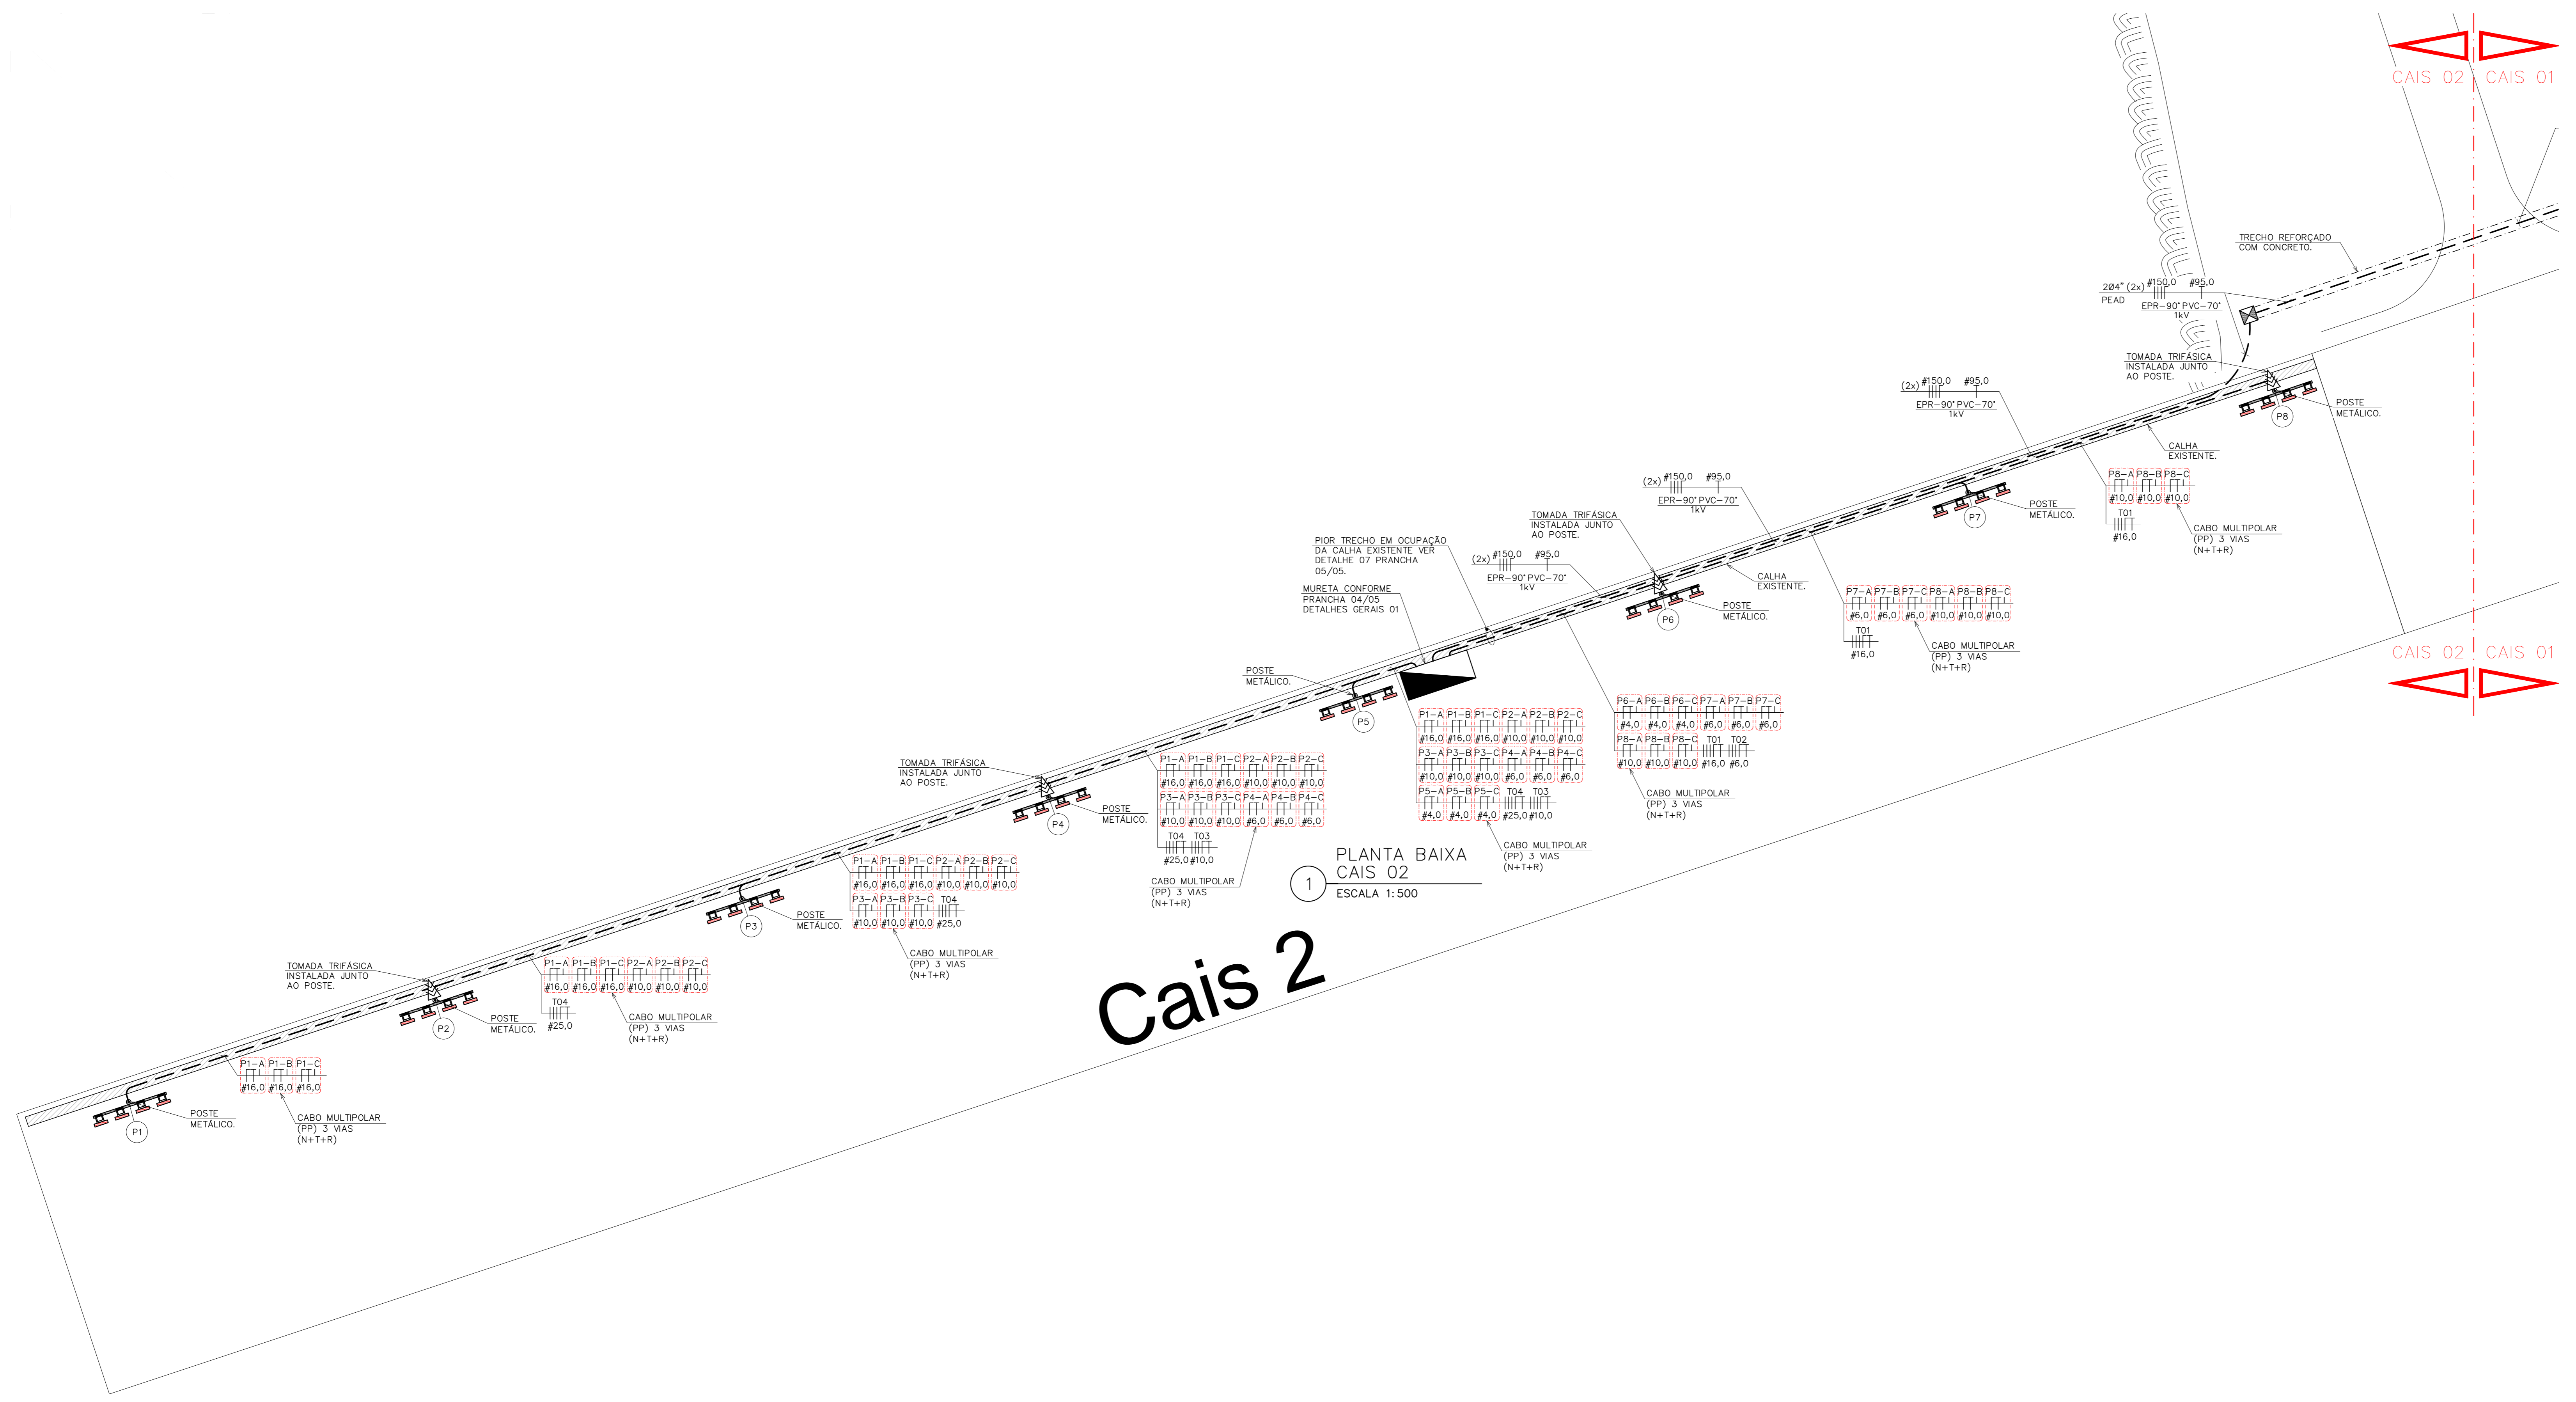 CAIS 02 CAIS 01
TRECHO REFORÇADO
COM CONCRETO.
2Ø4" (2x) #150,0 #95,0
PEAD
EPR-90° PVC-70°
1kV
TOMADA TRIFÁSICA
INSTALADA JUNTO
AO POSTE.
POSTE
METÁLICO.
P8
(2x) #150,0 #95,0
EPR-90° PVC-70°
1kV
CALHA
EXISTENTE.
P8-A P8-B P8-C
#10,0 #10,0 #10,0
T01
#16,0
CABO MULTIPOLAR
(PP) 3 VIAS
(N+T+R)
(2x) #150,0 #95,0
EPR-90° PVC-70°
1kV
POSTE
METÁLICO.
P7
TOMADA TRIFÁSICA
INSTALADA JUNTO
AO POSTE.
PIOR TRECHO EM OCUPAÇÃO
DA CALHA EXISTENTE VER
DETALHE 07 PRANCHA
05/05.
(2x) #150,0 #95,0
EPR-90° PVC-70°
1kV
CALHA
EXISTENTE.
MURETA CONFORME
PRANCHA 04/05
DETALHES GERAIS 01
POSTE
METÁLICO.
P6
P7-A P7-B P7-C P8-A P8-B P8-C
#6,0 #6,0 #6,0 #10,0 #10,0 #10,0
T01
#16,0
CABO MULTIPOLAR
(PP) 3 VIAS
(N+T+R)
CAIS 02 CAIS 01
POSTE
METÁLICO.
P5
P6-A P6-B P6-C P7-A P7-B P7-C
#4,0 #4,0 #4,0 #6,0 #6,0 #6,0
P8-A P8-B P8-C T01 T02
#10,0 #10,0 #10,0 #16,0 #6,0
CABO MULTIPOLAR
(PP) 3 VIAS
(N+T+R)
P1-A P1-B P1-C P2-A P2-B P2-C
#16,0 #16,0 #16,0 #10,0 #10,0 #10,0
P3-A P3-B P3-C P4-A P4-B P4-C
#10,0 #10,0 #10,0 #6,0 #6,0 #6,0
P5-A P5-B P5-C T04 T03
#4,0 #4,0 #4,0 #25,0 #10,0
CABO MULTIPOLAR
(PP) 3 VIAS
(N+T+R)
TOMADA TRIFÁSICA
INSTALADA JUNTO
AO POSTE.
POSTE
METÁLICO.
P4
P1-A P1-B P1-C P2-A P2-B P2-C
#16,0 #16,0 #16,0 #10,0 #10,0 #10,0
P3-A P3-B P3-C P4-A P4-B P4-C
#10,0 #10,0 #10,0 #6,0 #6,0 #6,0
T04 T03
#25,0 #10,0
CABO MULTIPOLAR
(PP) 3 VIAS
(N+T+R)
1
PLANTA BAIXA
CAIS 02
ESCALA 1:500
P1-A P1-B P1-C P2-A P2-B P2-C
#16,0 #16,0 #16,0 #10,0 #10,0 #10,0
P3-A P3-B P3-C T04
#10,0 #10,0 #10,0 #25,0
CABO MULTIPOLAR
(PP) 3 VIAS
(N+T+R)
POSTE
METÁLICO.
P3
Cais 2
TOMADA TRIFÁSICA
INSTALADA JUNTO
AO POSTE.
P1-A P1-B P1-C P2-A P2-B P2-C
#16,0 #16,0 #16,0 #10,0 #10,0 #10,0
T04
#25,0
CABO MULTIPOLAR
(PP) 3 VIAS
(N+T+R)
POSTE
METÁLICO.
P2
P1-A P1-B P1-C
#16,0 #16,0 #16,0
CABO MULTIPOLAR
(PP) 3 VIAS
(N+T+R)
POSTE
METÁLICO.
P1